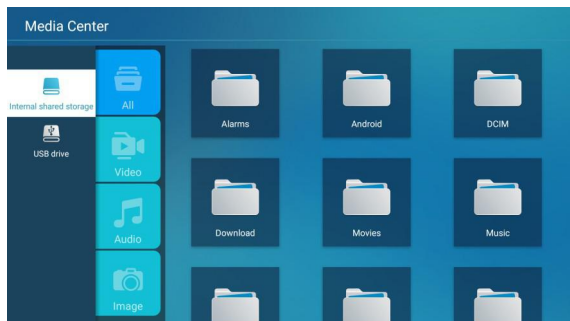 Media Center
Internal shared storage
USB drive
All
Video
Audio
Image
Alarms
Android
DCIM
Download
Movies
Music